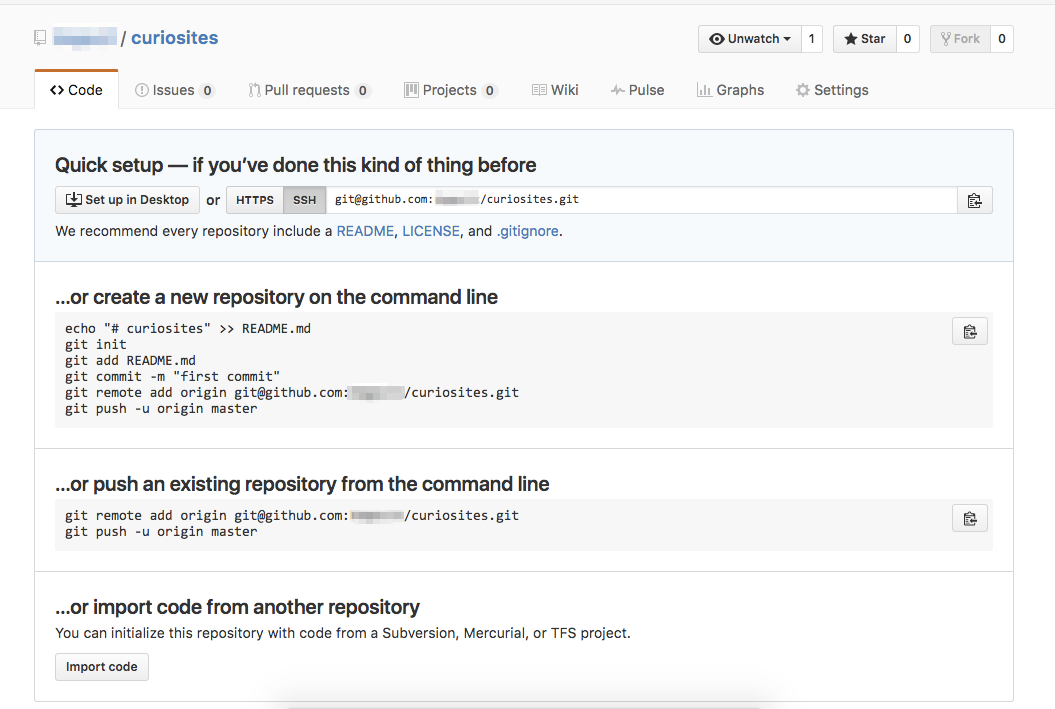 / curiosites
Unwatch 1 Star 0 Fork 0
Code Issues 0 Pull requests 0 Projects 0 Wiki Pulse Graphs Settings
Quick setup — if you’ve done this kind of thing before
Set up in Desktop or HTTPS SSH git@github.com: /curiosites.git
We recommend every repository include a README, LICENSE, and .gitignore.
…or create a new repository on the command line
echo "# curiosites" >> README.md
git init
git add README.md
git commit -m "first commit"
git remote add origin git@github.com: /curiosites.git
git push -u origin master
…or push an existing repository from the command line
git remote add origin git@github.com: /curiosites.git
git push -u origin master
…or import code from another repository
You can initialize this repository with code from a Subversion, Mercurial, or TFS project.
Import code